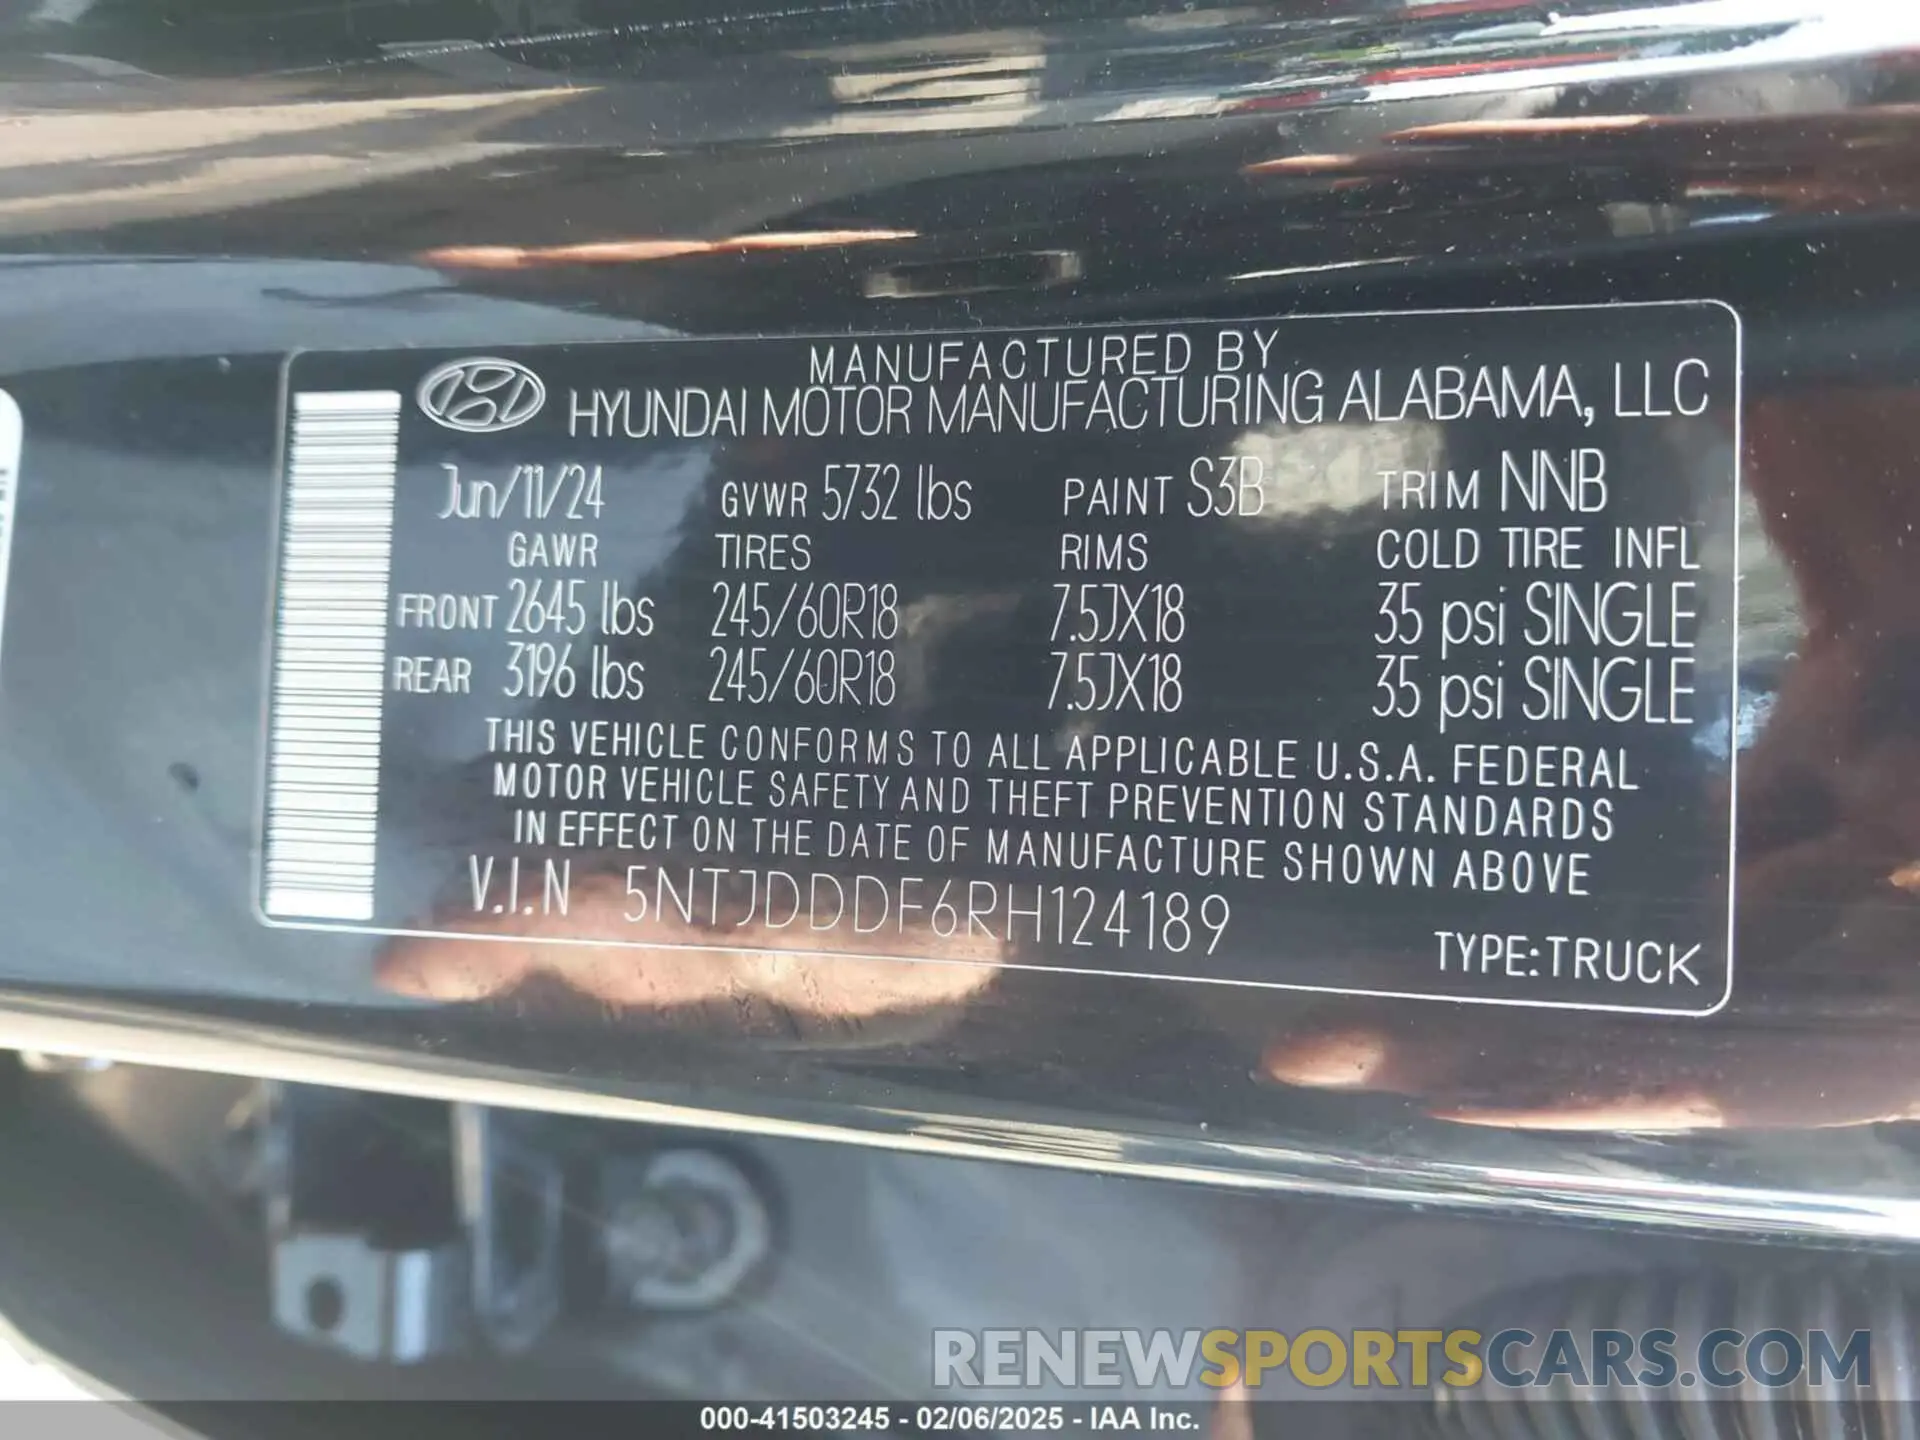 MANUFACTURED BY
HYUNDAI MOTOR MANUFACTURING ALABAMA, LLC
Jun/11/24 GVWR 5732 lbs PAINT S3B TRIM NNB
GAWR TIRES RIMS COLD TIRE INFL
FRONT 2645 lbs 245/60R18 7.5JX18 35 psi SINGLE
REAR 3196 lbs 245/60R18 7.5JX18 35 psi SINGLE
THIS VEHICLE CONFORMS TO ALL APPLICABLE U.S.A. FEDERAL
MOTOR VEHICLE SAFETY AND THEFT PREVENTION STANDARDS
IN EFFECT ON THE DATE OF MANUFACTURE SHOWN ABOVE
V.I.N 5NTJDDDF6RH124189
TYPE:TRUCK
RENEWSPORTSCARS.COM
000-41503245 - 02/06/2025 - IAA Inc.